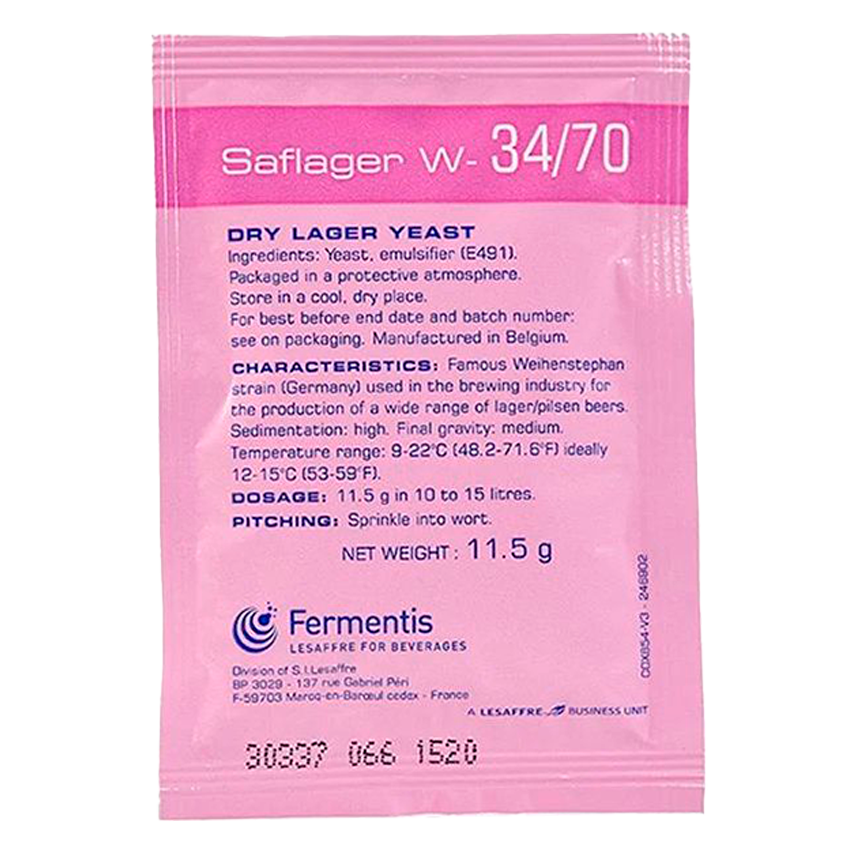 Saflager W- 34/70
DRY LAGER YEAST
Ingredients: Yeast, emulsifier (E491).
Packaged in a protective atmosphere.
Store in a cool, dry place.
For best before end date and batch number:
see on packaging. Manufactured in Belgium.
CHARACTERISTICS: Famous Weihenstephan
strain (Germany) used in the brewing industry for
the production of a wide range of lager/pilsen beers.
Sedimentation: high. Final gravity: medium.
Temperature range: 9-22°C (48.2-71.6°F) ideally
12-15°C (53-59°F).
DOSAGE: 11.5 g in 10 to 15 litres.
PITCHING: Sprinkle into wort.
NET WEIGHT: 11.5 g
Fermentis
LESAFFRE FOR BEVERAGES
Division of S.I.Lesaffre
BP 3029 - 137 rue Gabriel Péri
F-59703 Marcq-en-Barœul cedex - France
A LESAFFRE BUSINESS UNIT
30337 066 1520